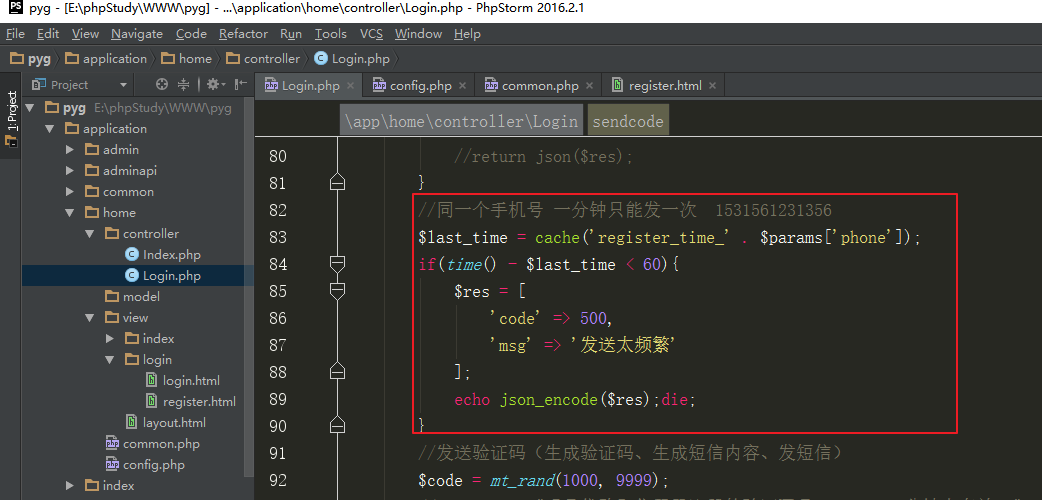 pyg - [E:\phpStudy\WWW\pyg] - ...\application\home\controller\Login.php - PhpStorm 2016.2.1
File Edit View Navigate Code Refactor Run Tools VCS Window Help
pyg application home controller Login.php
1: Project
Project
Login.php config.php common.php register.html
pyg E:\phpStudy\WWW\pyg
application
admin
adminapi
common
home
controller
Index.php
Login.php
model
view
index
login
login.html
register.html
layout.html
common.php
config.php
index
\app\home\controller\Login sendcode
80 //return json($res);
81 }
82 //同一个手机号 一分钟只能发一次 1531561231356
83 $last_time = cache('register_time_' . $params['phone']);
84 if(time() - $last_time < 60){
85 $res = [
86 'code' => 500,
87 'msg' => '发送太频繁'
88 ];
89 echo json_encode($res);die;
90 }
91 //发送验证码（生成验证码、生成短信内容、发短信）
92 $code = mt_rand(1000, 9999);